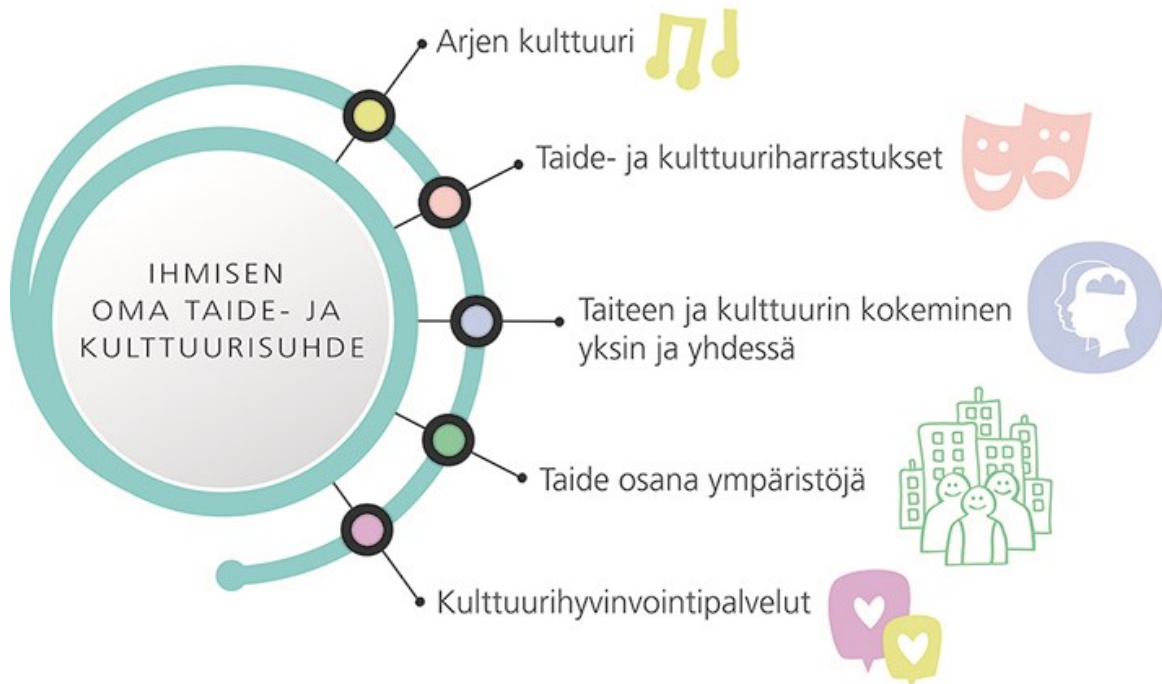 Arjen kulttuuri
Taide- ja kulttuuriharrastukset
IHMISEN
OMA TAIDE- JA
KULTTUURISUHDE
Taiteen ja kulttuurin kokeminen
yksin ja yhdessä
Taide osana ympäristöjä
Kulttuurihyvinvointipalvelut